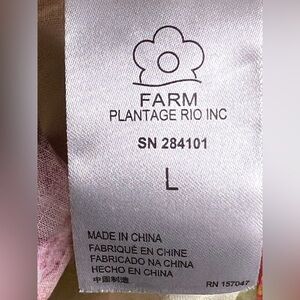 FARM
PLANTAGE RIO INC
SN 284101
L
MADE IN CHINA
FABRIQUÉ EN CHINE
FABRICADO NA CHINA
HECHO EN CHINA
中國制造
RN 157047